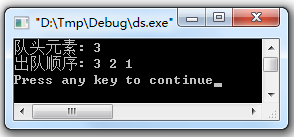 "D:\Tmp\Debug\ds.exe"
队头元素: 3
出队顺序: 3 2 1
Press any key to continue